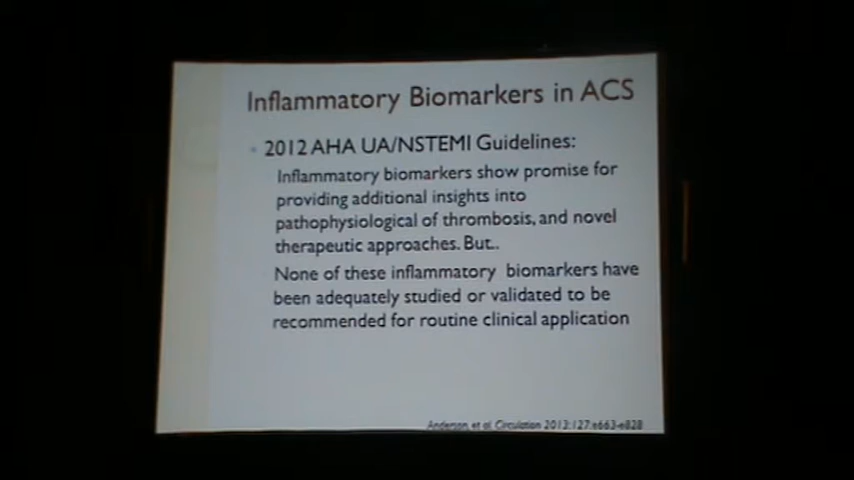 Inflammatory Biomarkers in ACS
• 2012 AHA UA/NSTEMI Guidelines:
Inflammatory biomarkers show promise for
providing additional insights into
pathophysiological of thrombosis, and novel
therapeutic approaches. But..
None of these inflammatory biomarkers have
been adequately studied or validated to be
recommended for routine clinical application
Anderson, et al. Circulation 2013;127:e663-e828